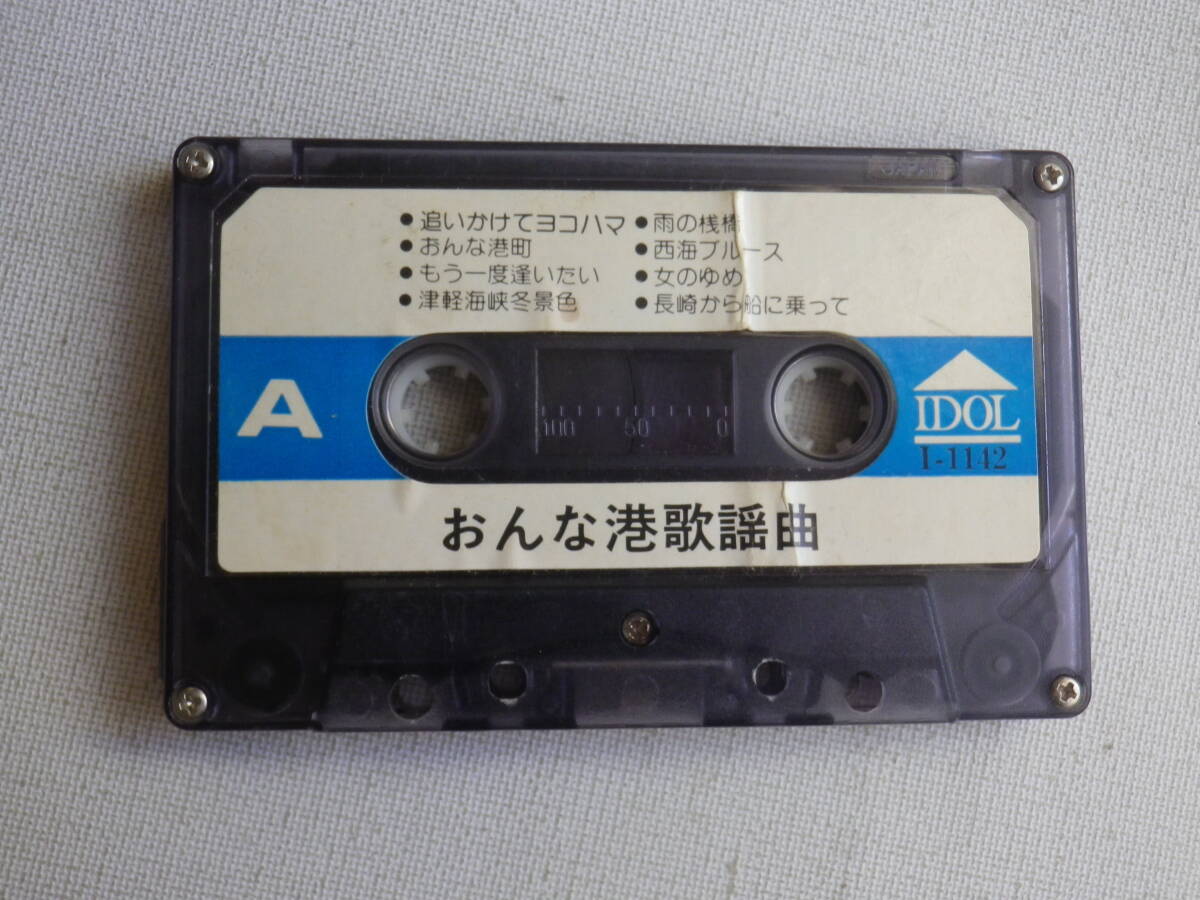 ● 追いかけてヨコハマ
● おんな港町
● もう一度逢いたい
● 津軽海峡冬景色
● 雨の桟橋
● 西海ブルース
● 女のゆめ
● 長崎から船に乗って
A
100 50 0
IDOL
I-1142
おんな港歌謡曲